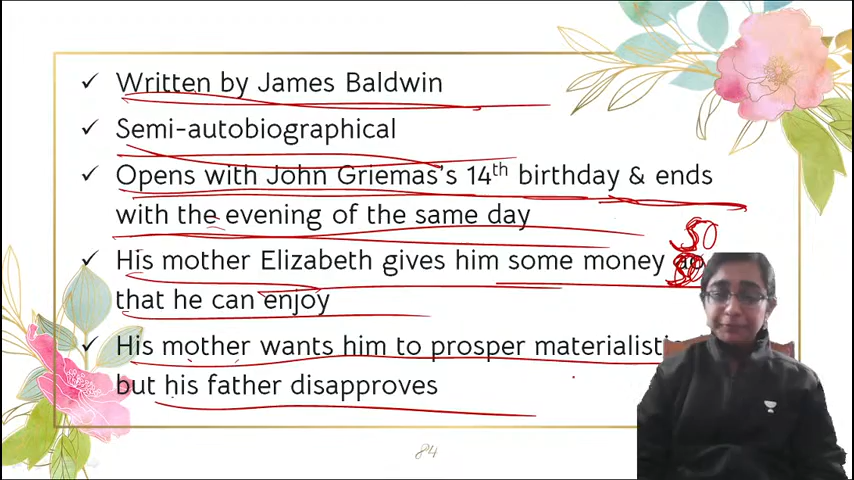 ✓ Written by James Baldwin
✓ Semi-autobiographical
✓ Opens with John Griemas's 14th birthday & ends
with the evening of the same day
✓ His mother Elizabeth gives him some money so
that he can enjoy
✓ His mother wants him to prosper materialisti
but his father disapproves
84